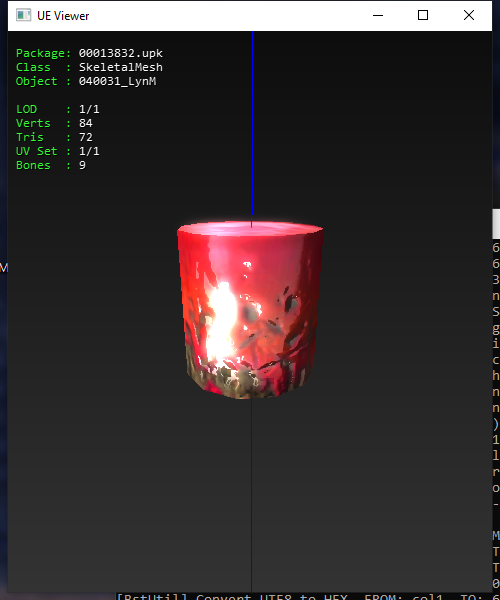 UE Viewer
Package: 00013832.upk
Class : SkeletalMesh
Object : 040031_LynM
LOD : 1/1
Verts : 84
Tris : 72
UV Set : 1/1
Bones : 9
M
6
6
3
n
S
g
i
c
h
n
n
)
1
l
r
o
-
M
T
T
0
[BstUtil] Convert UTF8 to HEX. FROM: col1, TO: 6